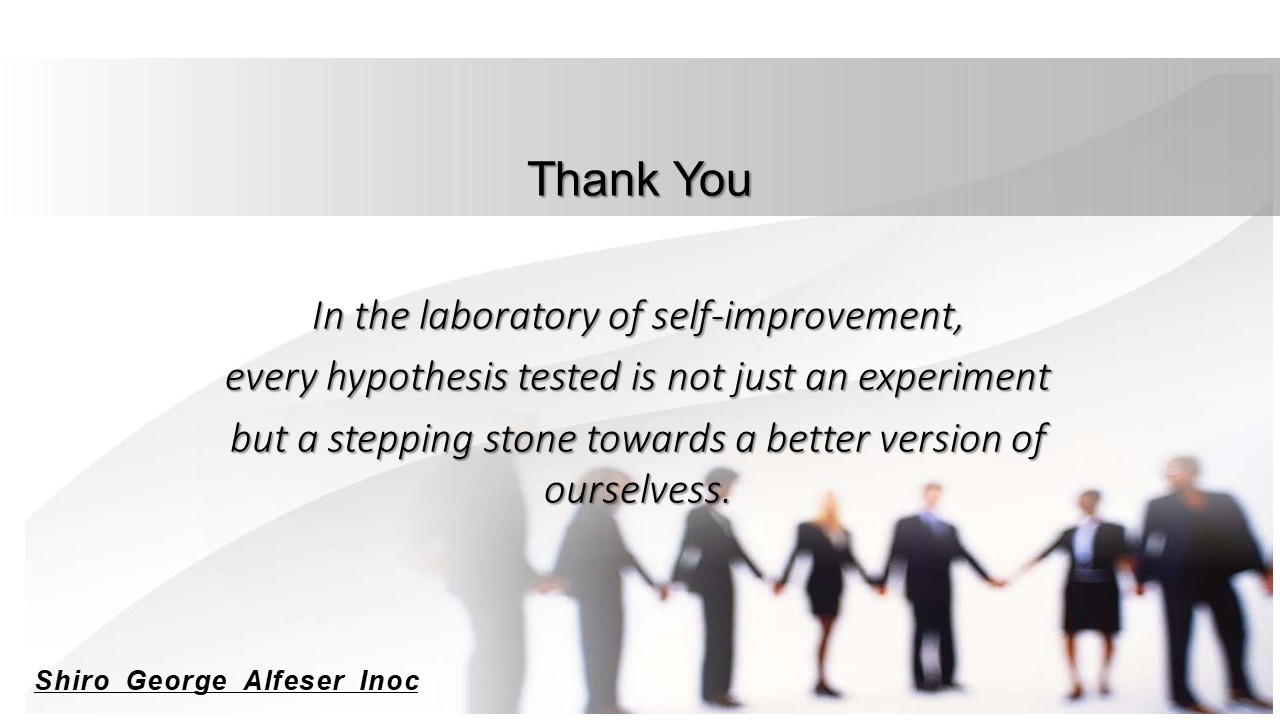 Thank You
In the laboratory of self-improvement,
every hypothesis tested is not just an experiment
but a stepping stone towards a better version of
ourselvess.
Shiro George Alfeser Inoc